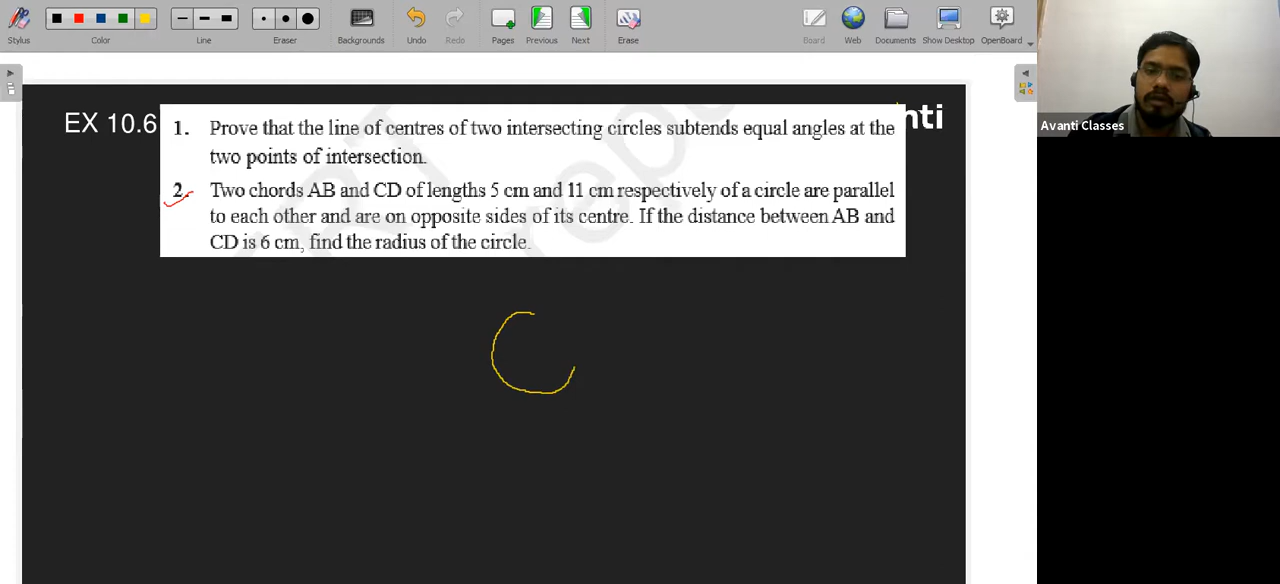 Stylus
Color
Line
Eraser
Backgrounds
Undo
Redo
Pages
Previous
Next
Erase
Board
Web
Documents
Show Desktop
OpenBoard
Avanti Classes
EX 10.6
nti
1. Prove that the line of centres of two intersecting circles subtends equal angles at the
two points of intersection.
2. Two chords AB and CD of lengths 5 cm and 11 cm respectively of a circle are parallel
to each other and are on opposite sides of its centre. If the distance between AB and
CD is 6 cm, find the radius of the circle.